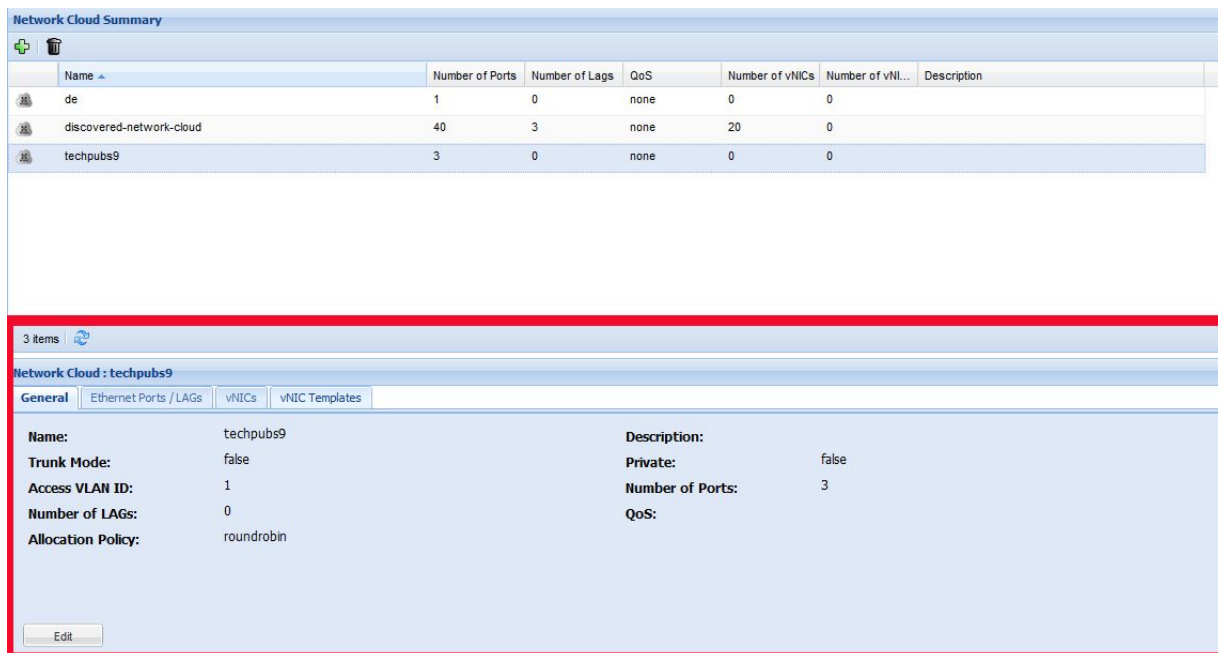 Network Cloud Summary
Name Number of Ports Number of Lags QoS Number of vNICs Number of vNI... Description
de 1 0 none 0 0
discovered-network-cloud 40 3 none 20 0
techpubs9 3 0 none 0 0
3 items
Network Cloud : techpubs9
General Ethernet Ports / LAGs vNICs vNIC Templates
Name: techpubs9 Description:
Trunk Mode: false Private: false
Access VLAN ID: 1 Number of Ports: 3
Number of LAGs: 0 QoS:
Allocation Policy: roundrobin
Edit